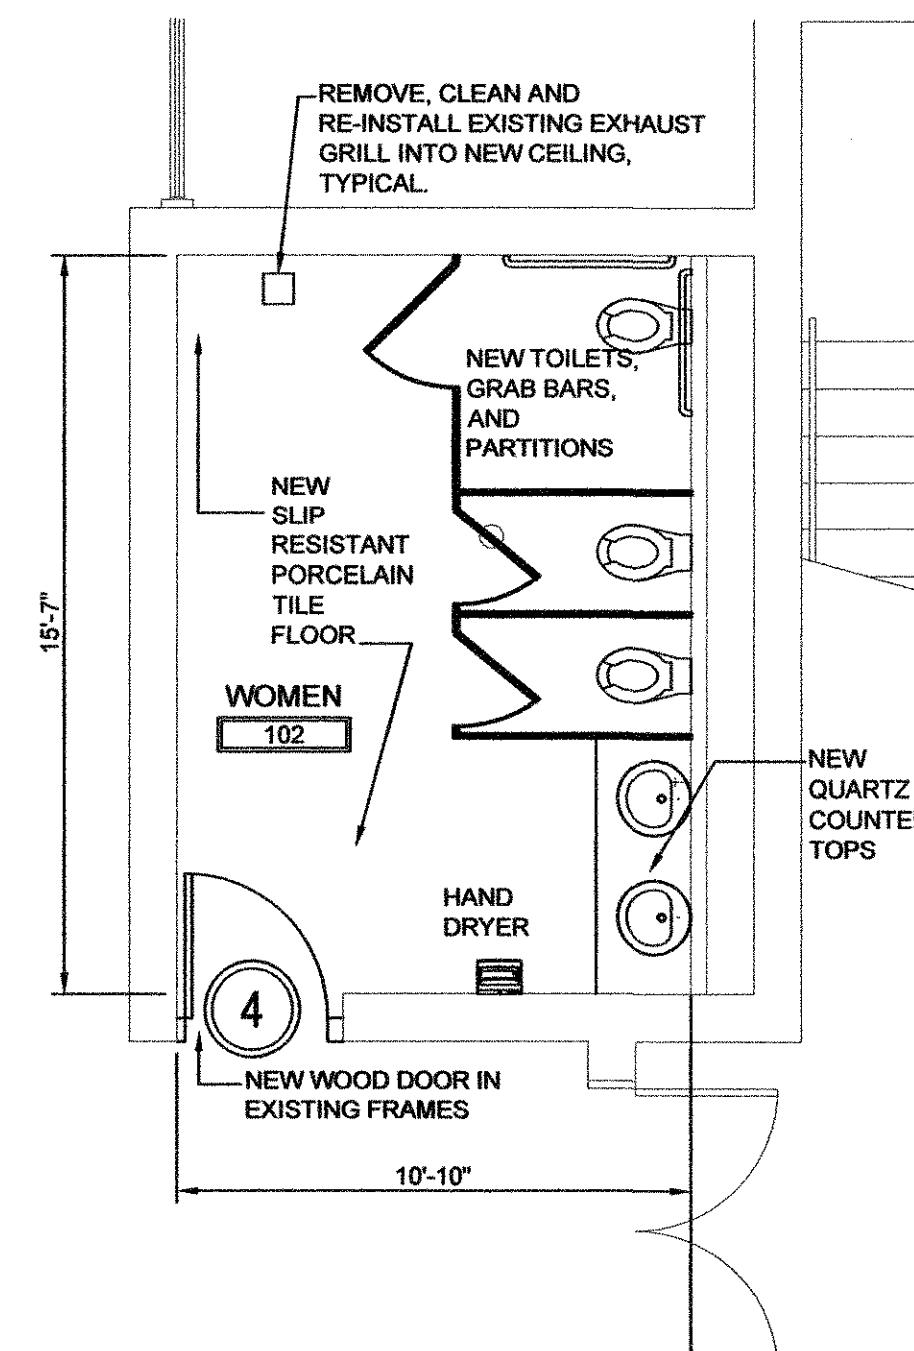 REMOVE, CLEAN AND
RE-INSTALL EXISTING EXHAUST
GRILL INTO NEW CEILING,
TYPICAL.
NEW TOILETS,
GRAB BARS,
AND
PARTITIONS
NEW
SLIP
RESISTANT
PORCELAIN
TILE
FLOOR
15'-7"
WOMEN
102
NEW
QUARTZ
COUNTE
TOPS
HAND
DRYER
4
NEW WOOD DOOR IN
EXISTING FRAMES
10'-10"